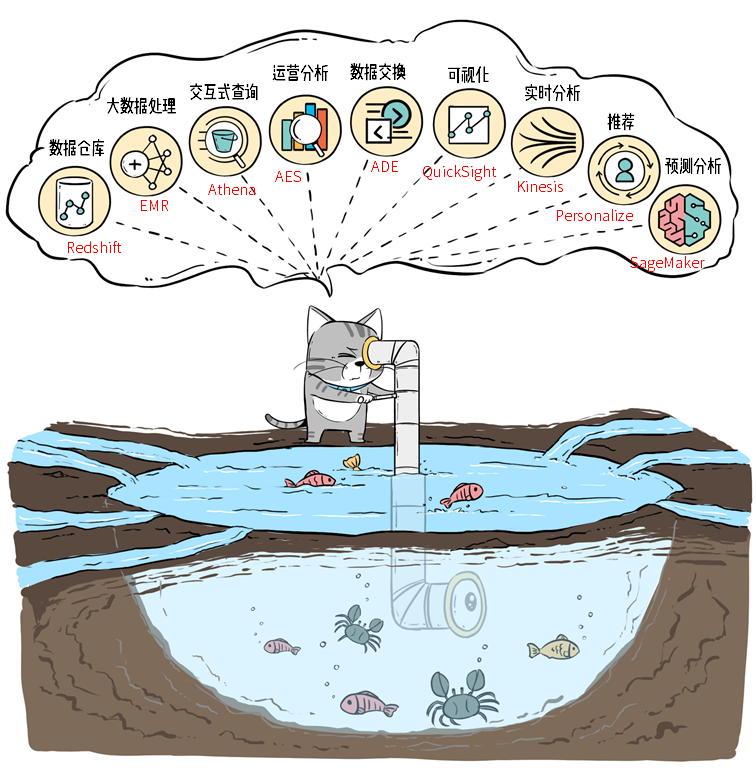 数据仓库
Redshift
大数据处理
EMR
交互式查询
Athena
运营分析
AES
数据交换
ADE
可视化
QuickSight
实时分析
Kinesis
推荐
Personalize
预测分析
SageMaker